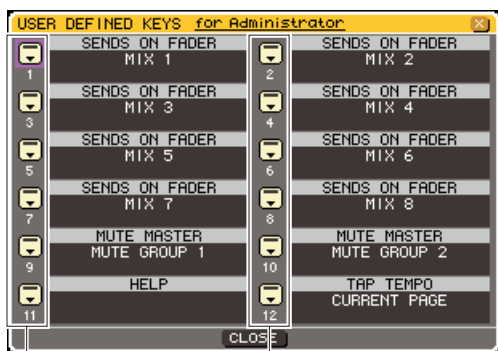 USER DEFINED KEYS for Administrator
SENDS ON FADER
MIX 1
1
SENDS ON FADER
MIX 2
2
SENDS ON FADER
MIX 3
3
SENDS ON FADER
MIX 4
4
SENDS ON FADER
MIX 5
5
SENDS ON FADER
MIX 6
6
SENDS ON FADER
MIX 7
7
SENDS ON FADER
MIX 8
8
MUTE MASTER
MUTE GROUP 1
9
MUTE MASTER
MUTE GROUP 2
10
HELP
11
TAP TEMPO
CURRENT PAGE
12
CLOSE